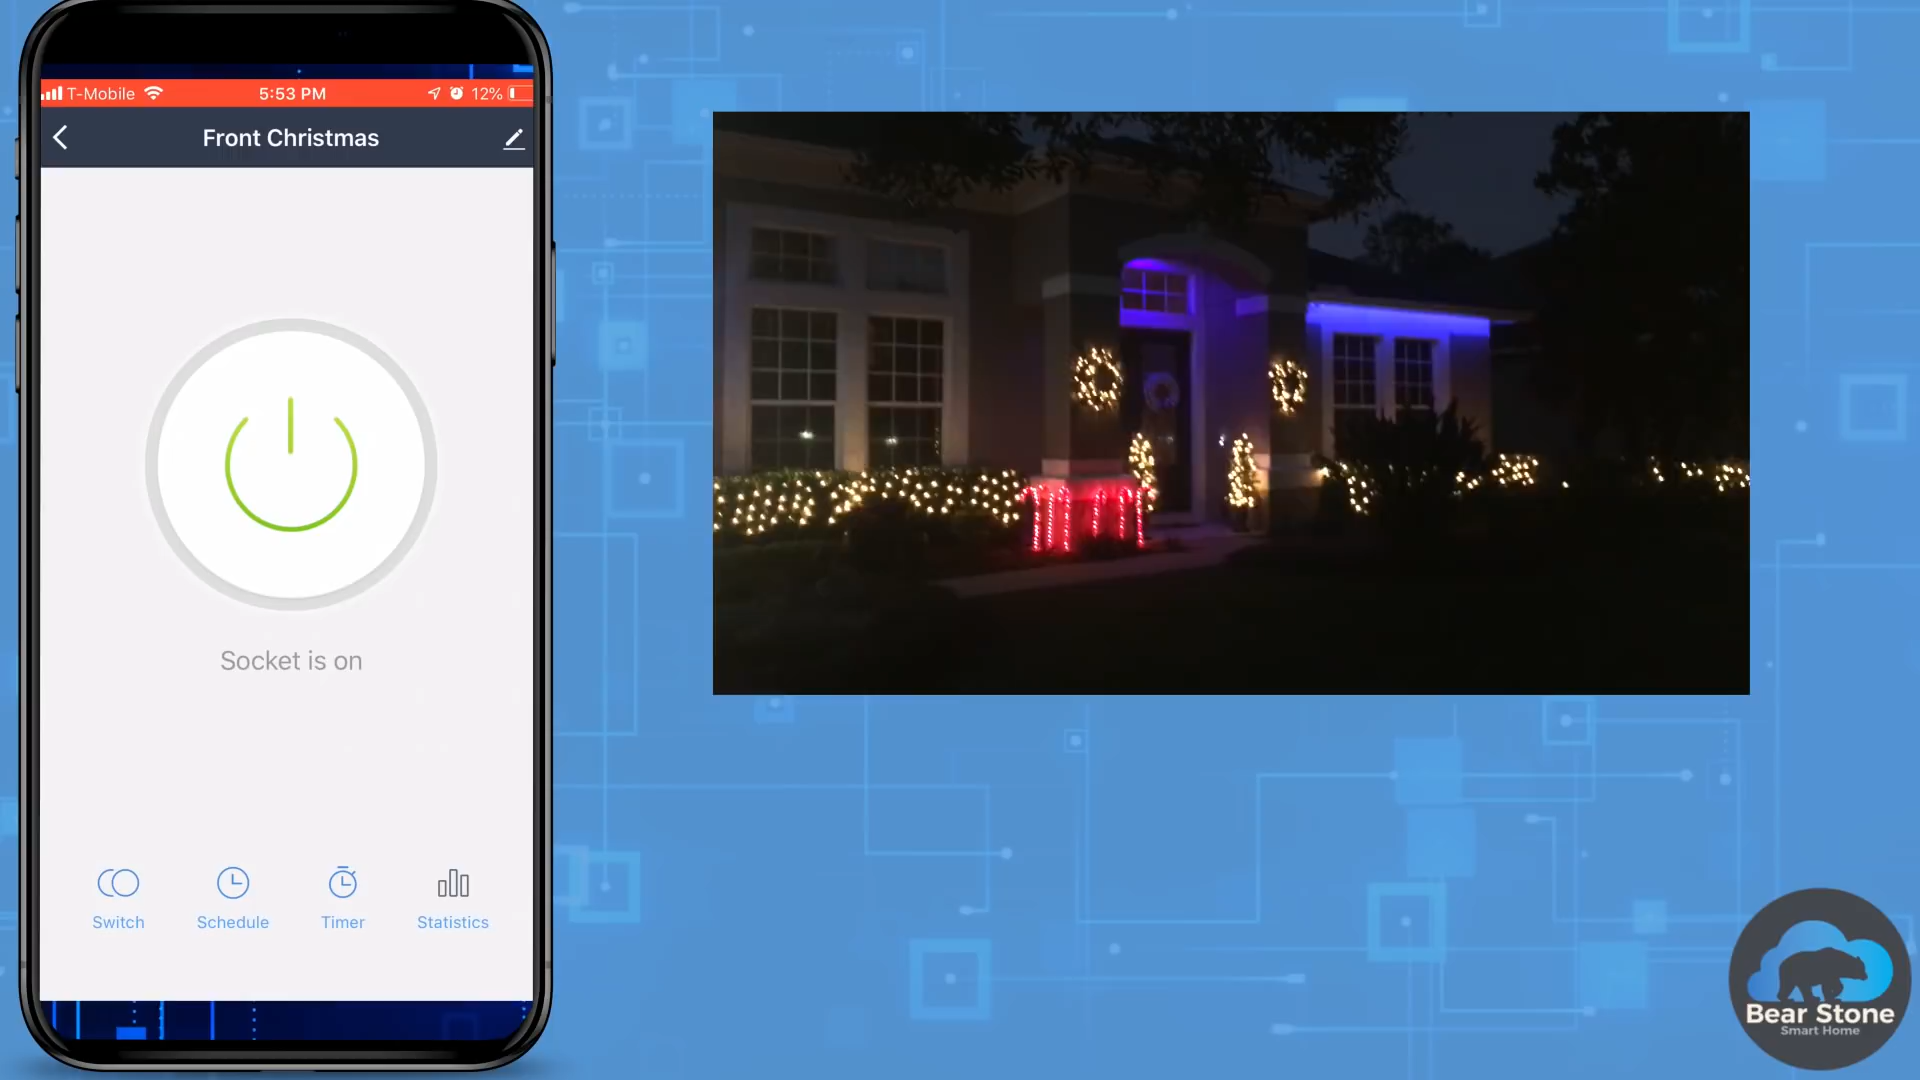 T-Mobile 5:53 PM 12%
Front Christmas
Socket is on
Switch Schedule Timer Statistics
Bear Stone
Smart Home